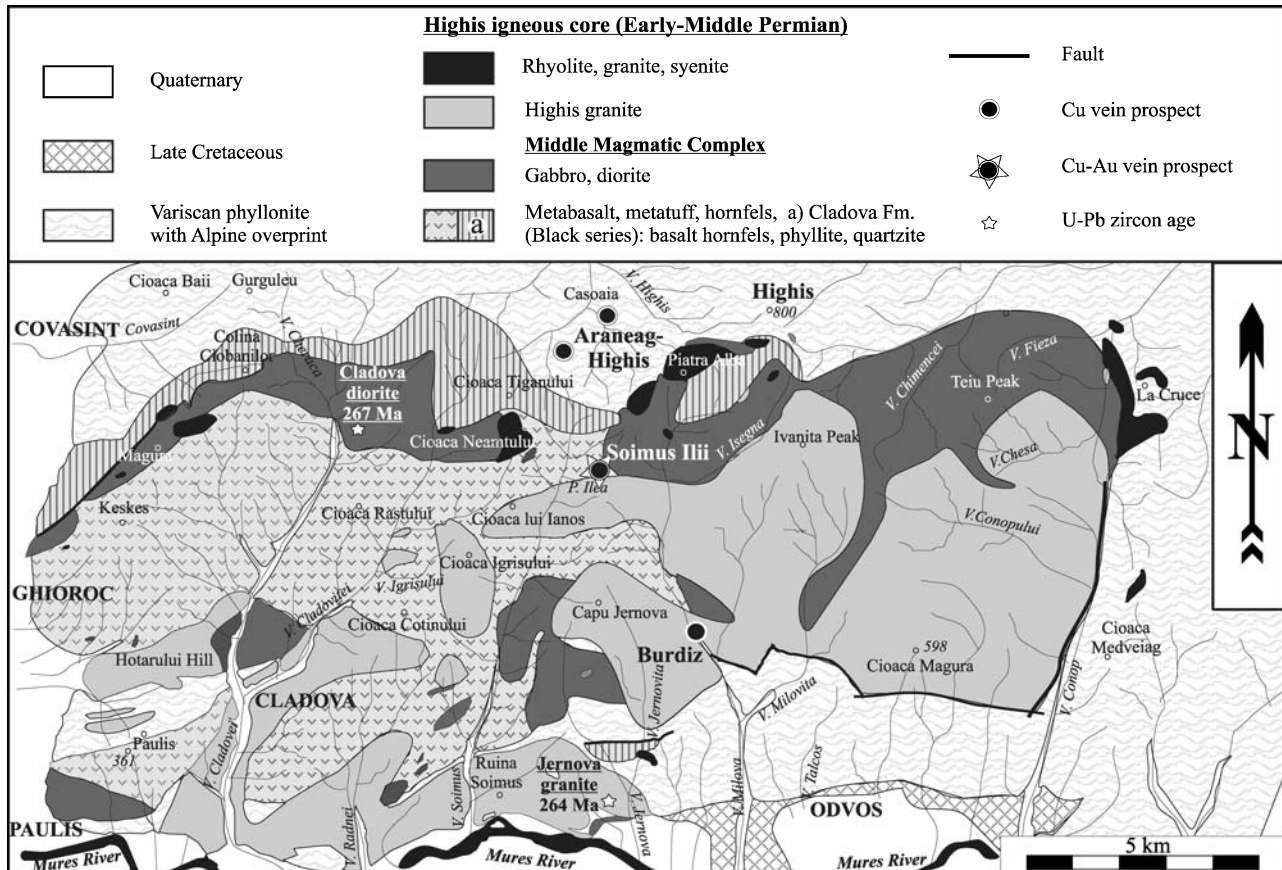 Highis igneous core (Early-Middle Permian)
Quaternary
Late Cretaceous
Variscan phyllonite
with Alpine overprint
Rhyolite, granite, syenite
Highis granite
Middle Magmatic Complex
Gabbro, diorite
a
Metabasalt, metatuff, hornfels, a) Cladova Fm.
(Black series): basalt hornfels, phyllite, quartzite
Fault
Cu vein prospect
Cu-Au vein prospect
U-Pb zircon age
Cioaca Baii
Gurguleu
COVASINT
Covasint
Colina
Ciobanilor
Casoaia
V. Highis
Highis
800
Araneag-
Highis
Cladova
diorite
267 Ma
Cioaca Tiganului
Piatra Alba
V. Chimencei
V. Fieza
Teiu Peak
La Cruce
N
Magura
Cioaca Neamtului
Soimus Ilii
V. Isegna
Ivanita Peak
V.Chesa
P. Ilea
Keskes
Cioaca Rastului
Cioaca lui Ianos
V.Conopului
Cioaca Igrisului
V. Igrisului
GHIOROC
V. Cladovitei
Cioaca Cotinului
Capu Jernova
Burdiz
598
Cioaca Magura
Cioaca
Medveiag
Hotarului Hill
CLADOVA
V. Jernovita
V. Milovita
V. Conop
Paulis
361
V. Cladovei
Ruina
Soimus
Jernova
granite
264 Ma
V. Soimus
V. Jernova
V. Milova
V. Talcos
ODVOS
PAULIS
V. Radnei
Mures River
Mures River
Mures River
5 km